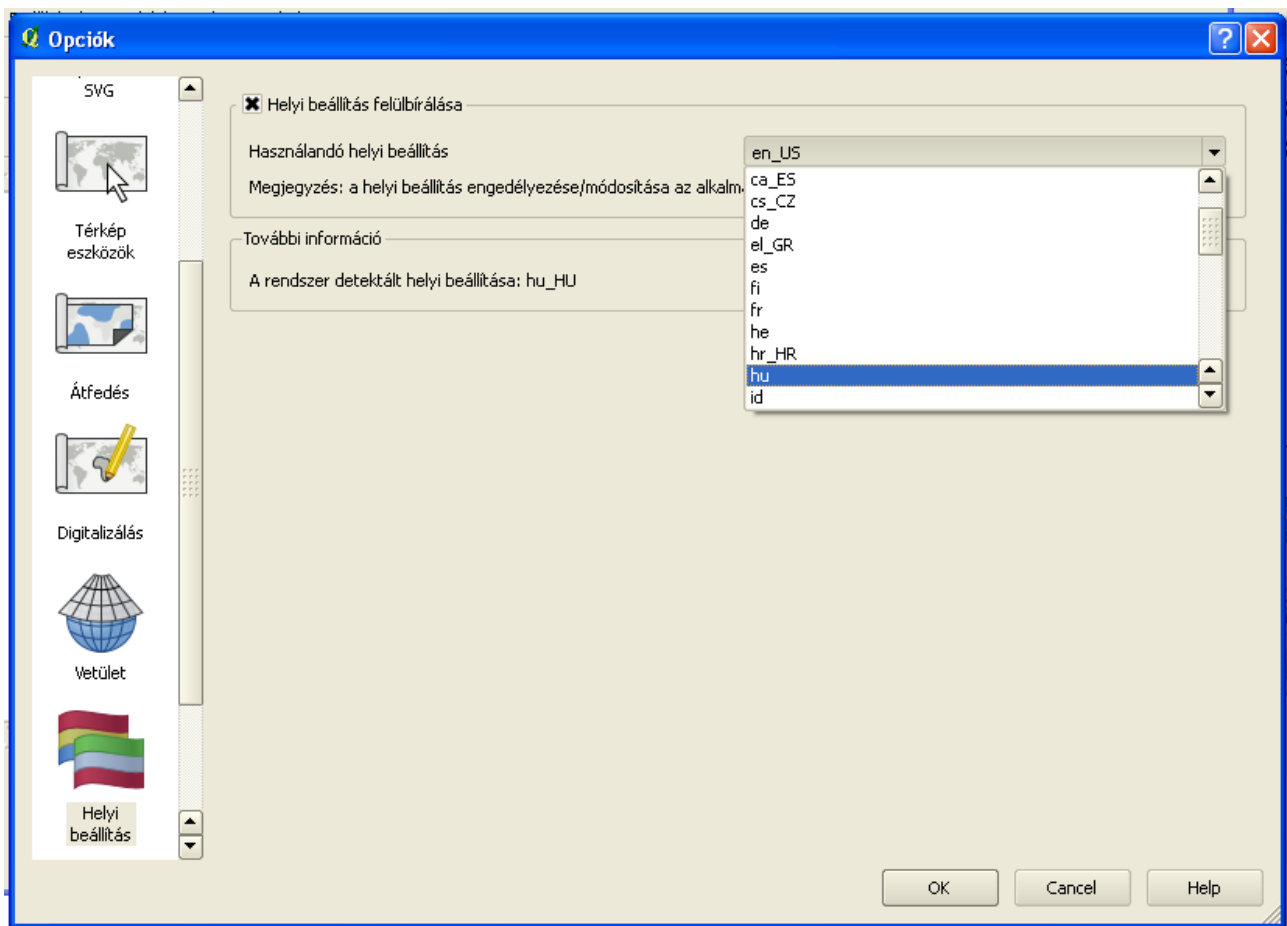 Opciók
SVG
Térkép
eszközök
Átfedés
Digitalizálás
Vetület
Helyi
beállítás
Helyi beállítás felülbírálása
Használandó helyi beállítás
en_US
Megjegyzés: a helyi beállítás engedélyezése/módosítása az
ca_ES
cs_CZ
de
el_GR
es
fi
fr
he
hr_HR
hu
id
További információ
A rendszer detektált helyi beállítása: hu_HU
OK
Cancel
Help